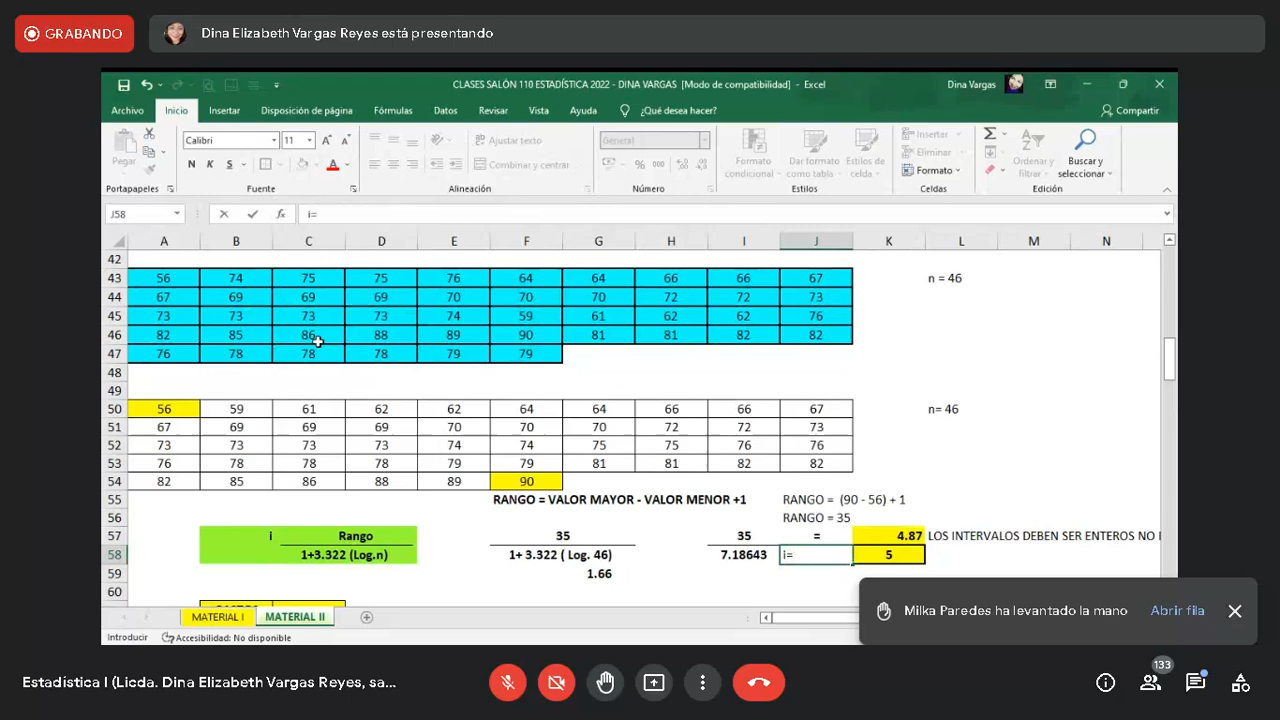 GRABANDO
Dina Elizabeth Vargas Reyes está presentando
CLASES SALÓN 110 ESTADÍSTICA 2022 - DINA VARGAS [Modo de compatibilidad] - Excel
Dina Vargas
Archivo Inicio Insertar Disposición de página Fórmulas Datos Revisar Vista Ayuda ¿Qué desea hacer? Compartir
Pegar
Calibri 11
N K S
Ajustar texto
Combinar y centrar
General
% 000
Formato condicional
Dar formato como tabla
Estilos de celda
Insertar
Eliminar
Formato
Ordenar y filtrar
Buscar y seleccionar
Portapapeles Fuente Alineación Número Estilos Celdas Edición
J58 fx i=
A B C D E F G H I J K L M N
42
43 56 74 75 75 76 64 64 66 66 67 n = 46
44 67 69 69 69 70 70 70 72 72 73
45 73 73 73 73 74 59 61 62 62 76
46 82 85 86 88 89 90 81 81 82 82
47 76 78 78 78 79 79
48
49
50 56 59 61 62 62 64 64 66 66 67 n= 46
51 67 69 69 69 70 70 70 72 72 73
52 73 73 73 73 74 74 75 75 76 76
53 76 78 78 78 79 79 81 81 82 82
54 82 85 86 88 89 90
55 RANGO = VALOR MAYOR - VALOR MENOR +1 RANGO = (90 - 56) + 1
56 RANGO = 35
57 i Rango 35 35 = 4.87 LOS INTERVALOS DEBEN SER ENTEROS NO
58 1+3.322 (Log.n) 1+ 3.322 ( Log. 46) 7.18643 i= 5
59 1.66
60
MATERIAL I MATERIAL II
Introducir Accesibilidad: No disponible
Milka Paredes ha levantado la mano Abrir fila
Estadística I (Licda. Dina Elizabeth Vargas Reyes, sa...
133